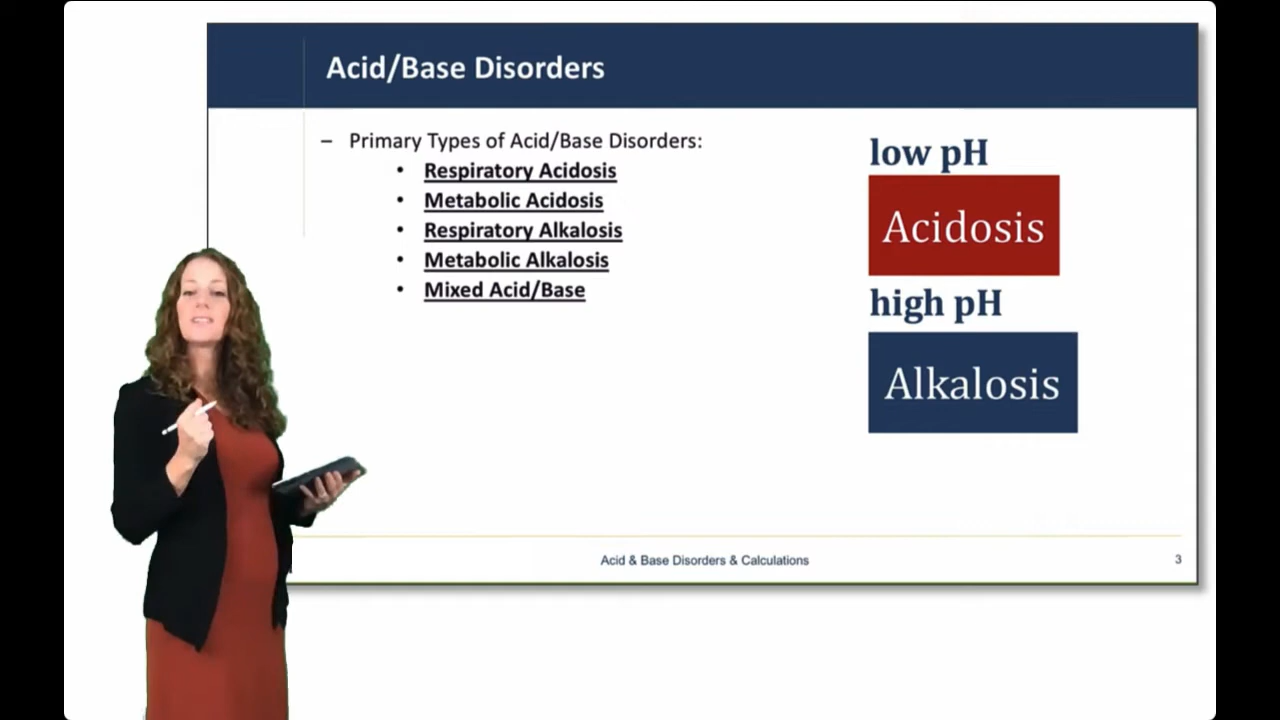 Acid/Base Disorders
– Primary Types of Acid/Base Disorders:
• Respiratory Acidosis
• Metabolic Acidosis
• Respiratory Alkalosis
• Metabolic Alkalosis
• Mixed Acid/Base
low pH
Acidosis
high pH
Alkalosis
Acid & Base Disorders & Calculations
3